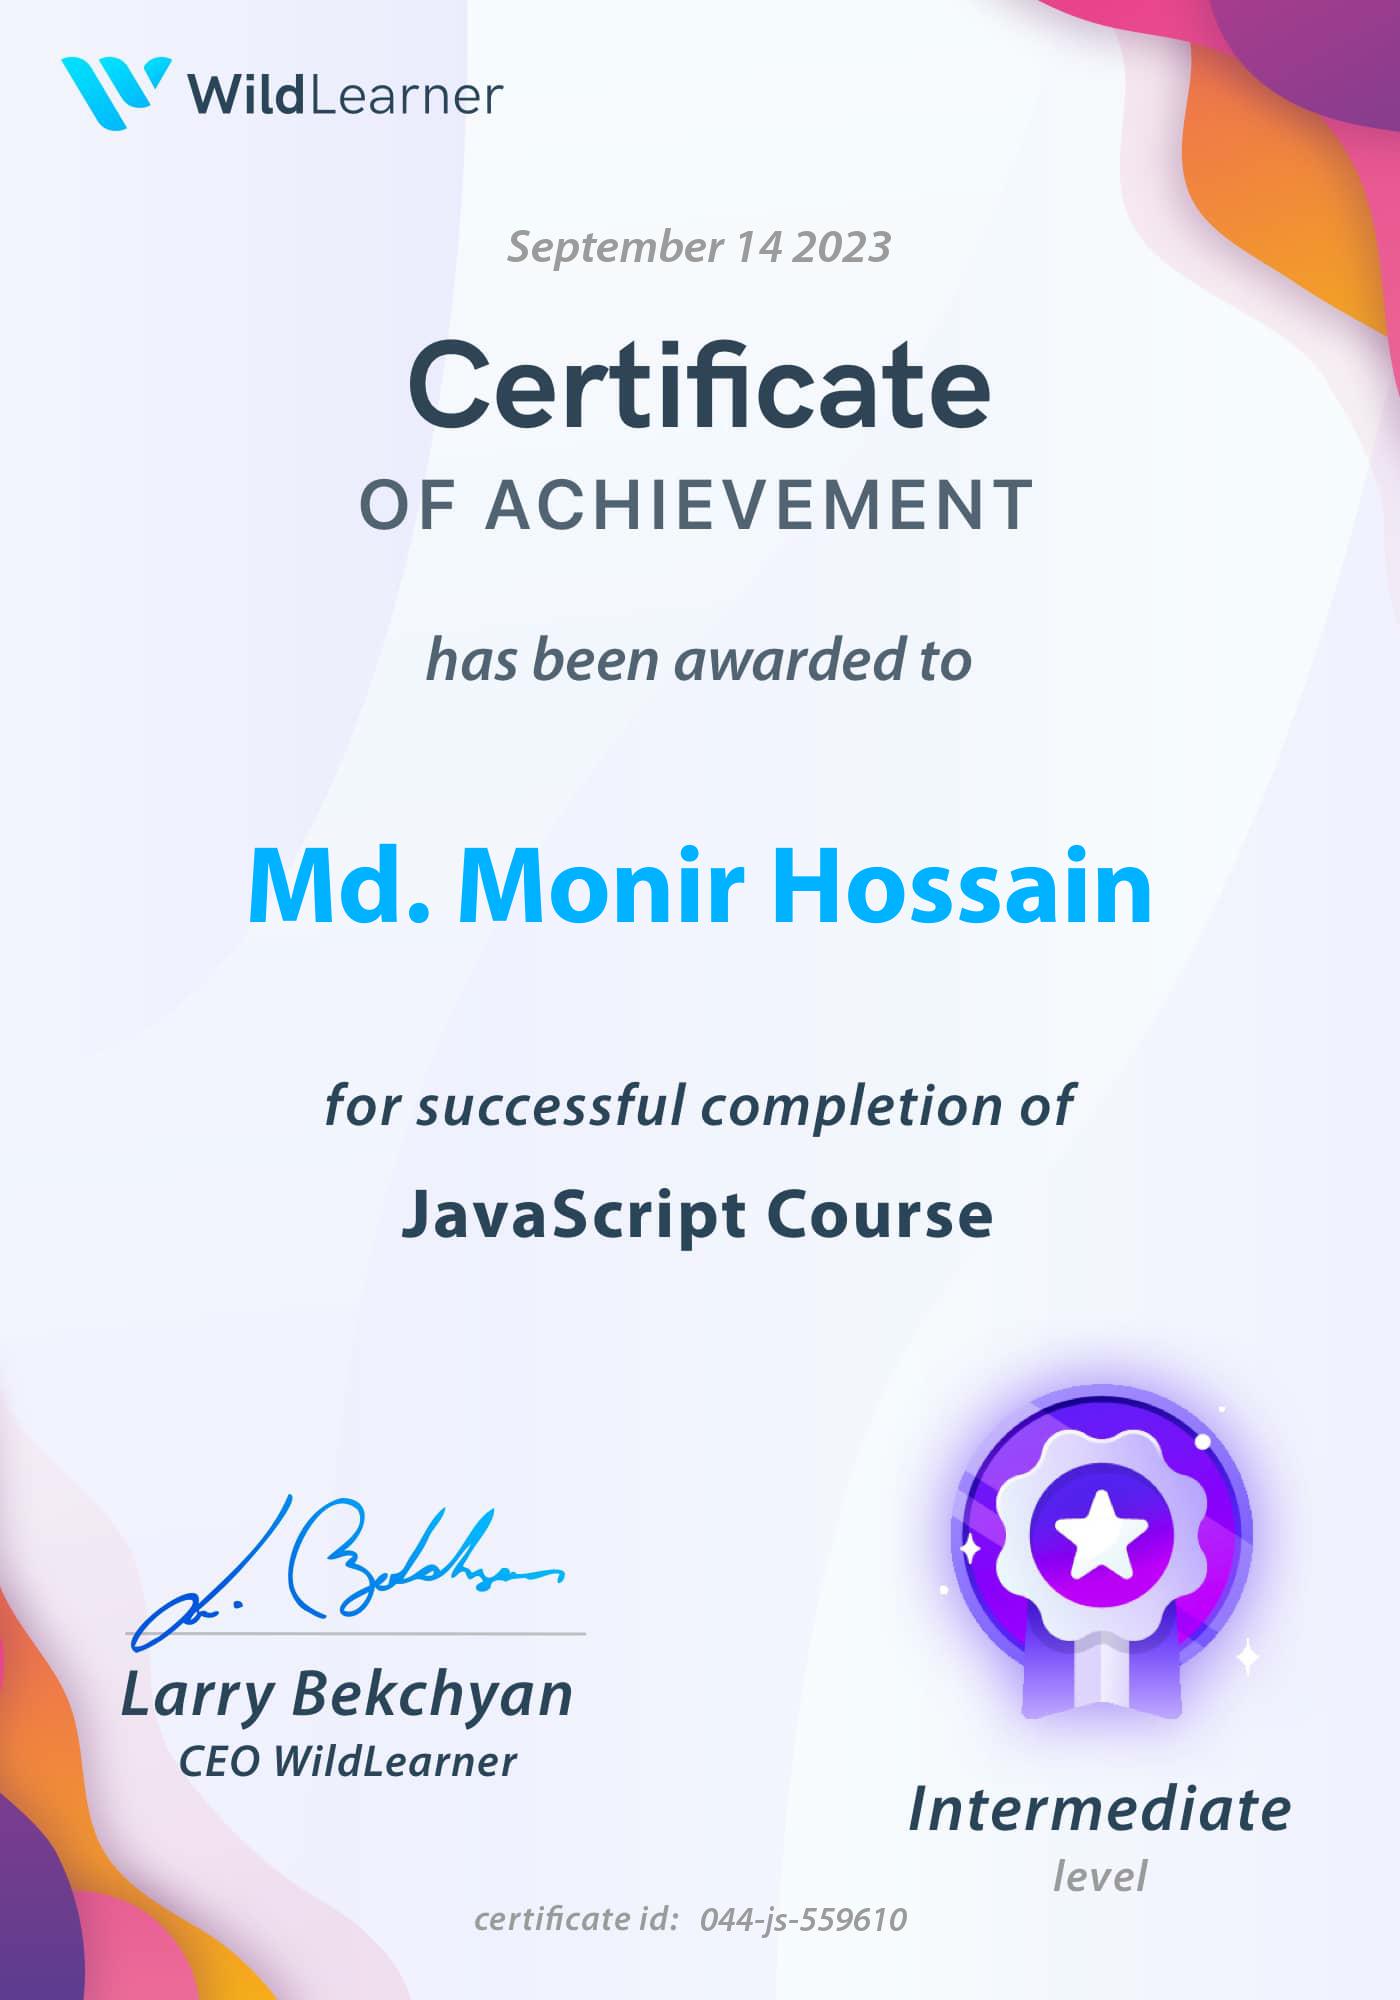 WildLearner
September 14 2023
Certificate
OF ACHIEVEMENT
has been awarded to
Md. Monir Hossain
for successful completion of
JavaScript Course
Larry Bekchyan
CEO WildLearner
Intermediate
level
certificate id: 044-js-559610